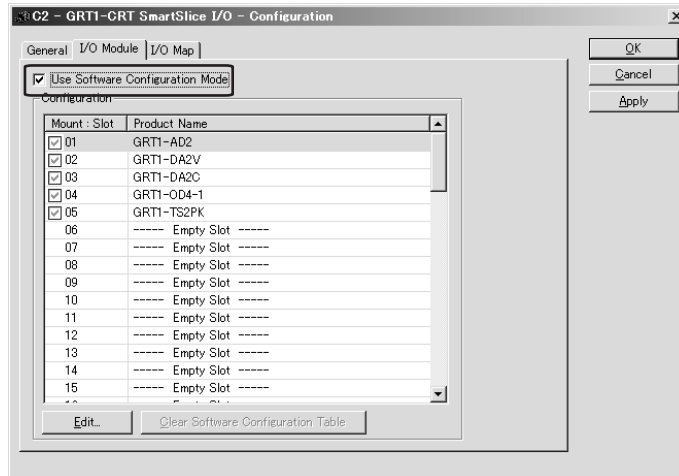 C2 - GRT1-CRT SmartSlice I/O - Configuration
General I/O Module I/O Map
OK
Cancel
Apply
Use Software Configuration Mode
Configuration
Mount : Slot Product Name
01 GRT1-AD2
02 GRT1-DA2V
03 GRT1-DA2C
04 GRT1-OD4-1
05 GRT1-TS2PK
06 ----- Empty Slot -----
07 ----- Empty Slot -----
08 ----- Empty Slot -----
09 ----- Empty Slot -----
10 ----- Empty Slot -----
11 ----- Empty Slot -----
12 ----- Empty Slot -----
13 ----- Empty Slot -----
14 ----- Empty Slot -----
15 ----- Empty Slot -----
Edit... Clear Software Configuration Table